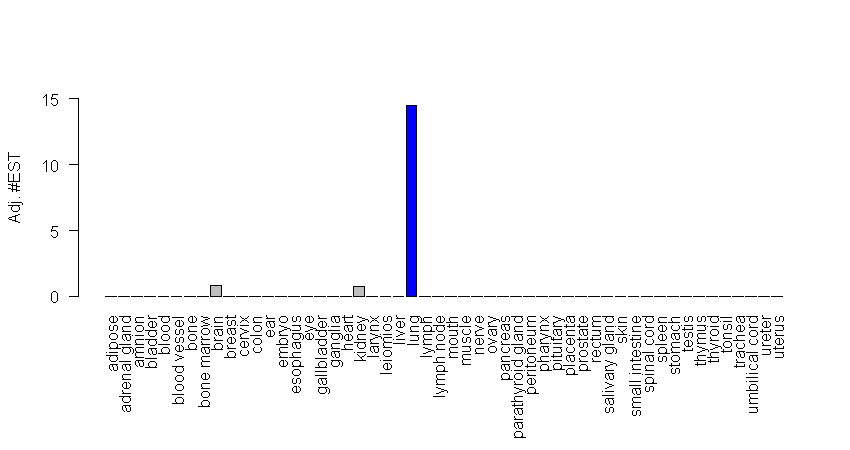 15
10
5
0
Adj. #EST
adipose
adrenal gland
amnion
bladder
blood
blood vessel
bone
bone marrow
brain
breast
cervix
colon
ear
embryo
esophagus
eye
gallbladder
ganglia
heart
kidney
larynx
leiomios
liver
lung
lymph
lymph node
mouth
muscle
nerve
ovary
pancreas
parathyroid gland
peritoneum
pharynx
pituitary
placenta
prostate
rectum
salivary gland
skin
small intestine
spinal cord
spleen
stomach
testis
thymus
thyroid
tonsil
trachea
umbilical cord
ureter
uterus